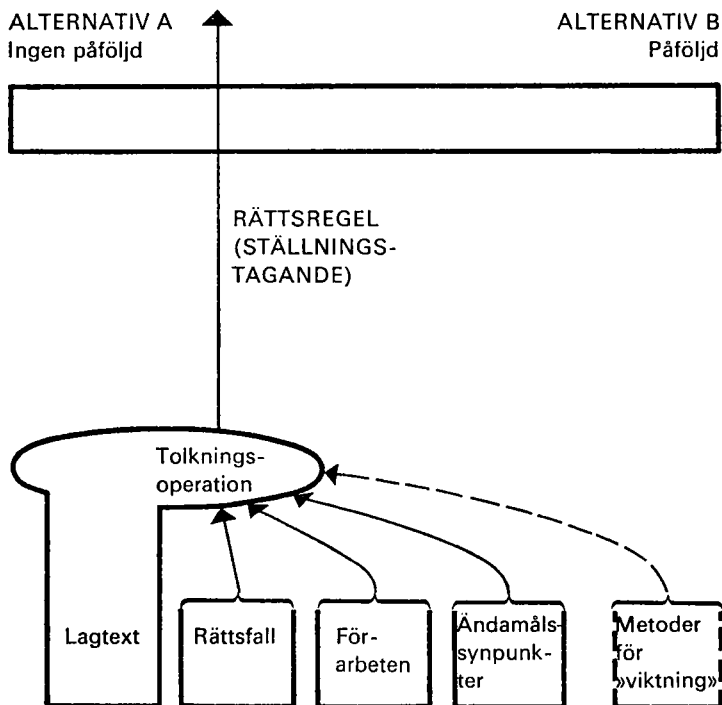 ALTERNATIV A
Ingen påföljd
ALTERNATIV B
Påföljd
RÄTTSREGEL
(STÄLLNINGS-
TAGANDE)
Tolknings-
operation
Lagtext
Rättsfall
För-
arbeten
Ändamåls-
synpunk-
ter
Metoder
för
»viktning»